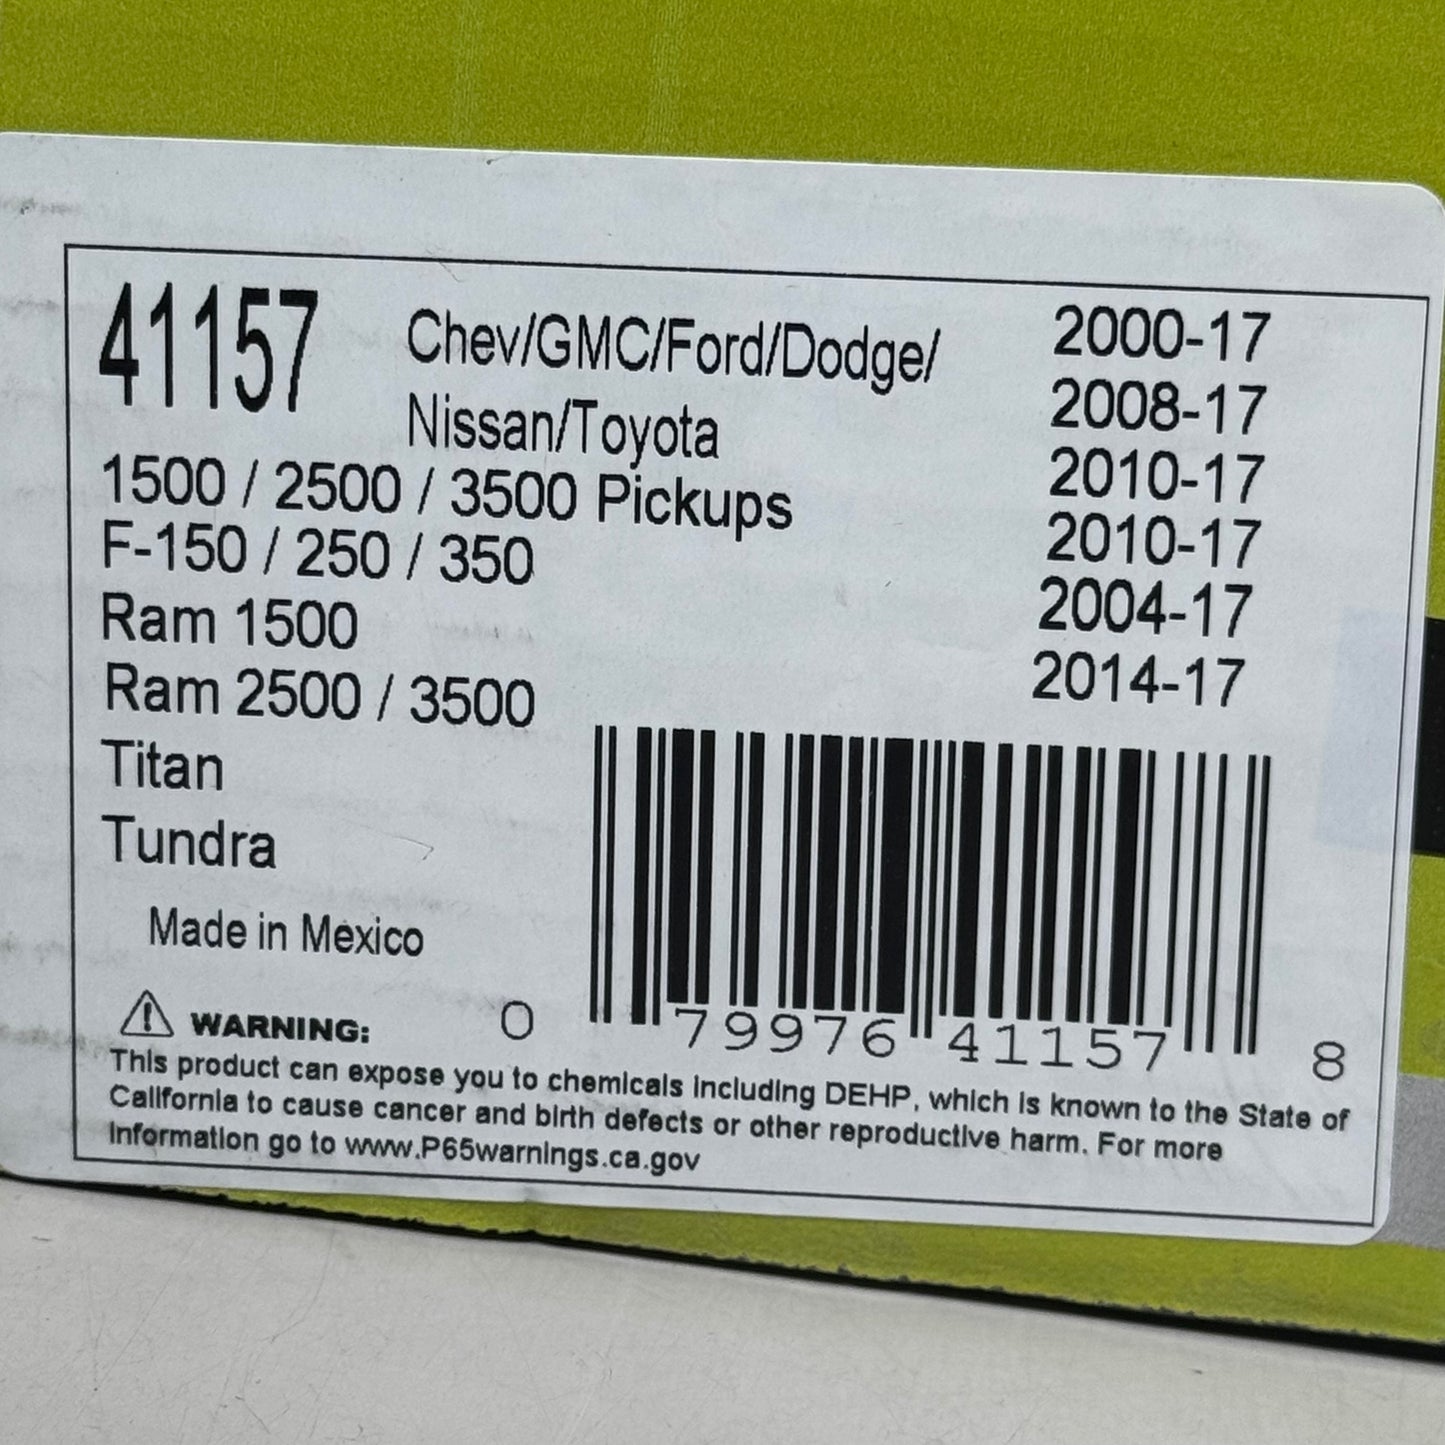 41157 Chev/GMC/Ford/Dodge/ 2000-17
Nissan/Toyota 2008-17
1500 / 2500 / 3500 Pickups 2010-17
F-150 / 250 / 350 2010-17
Ram 1500 2004-17
Ram 2500 / 3500 2014-17
Titan
Tundra
Made in Mexico
0 79976 41157 8
WARNING:
This product can expose you to chemicals including DEHP, which is known to the State of
California to cause cancer and birth defects or other reproductive harm. For more
information go to www.P65warnings.ca.gov